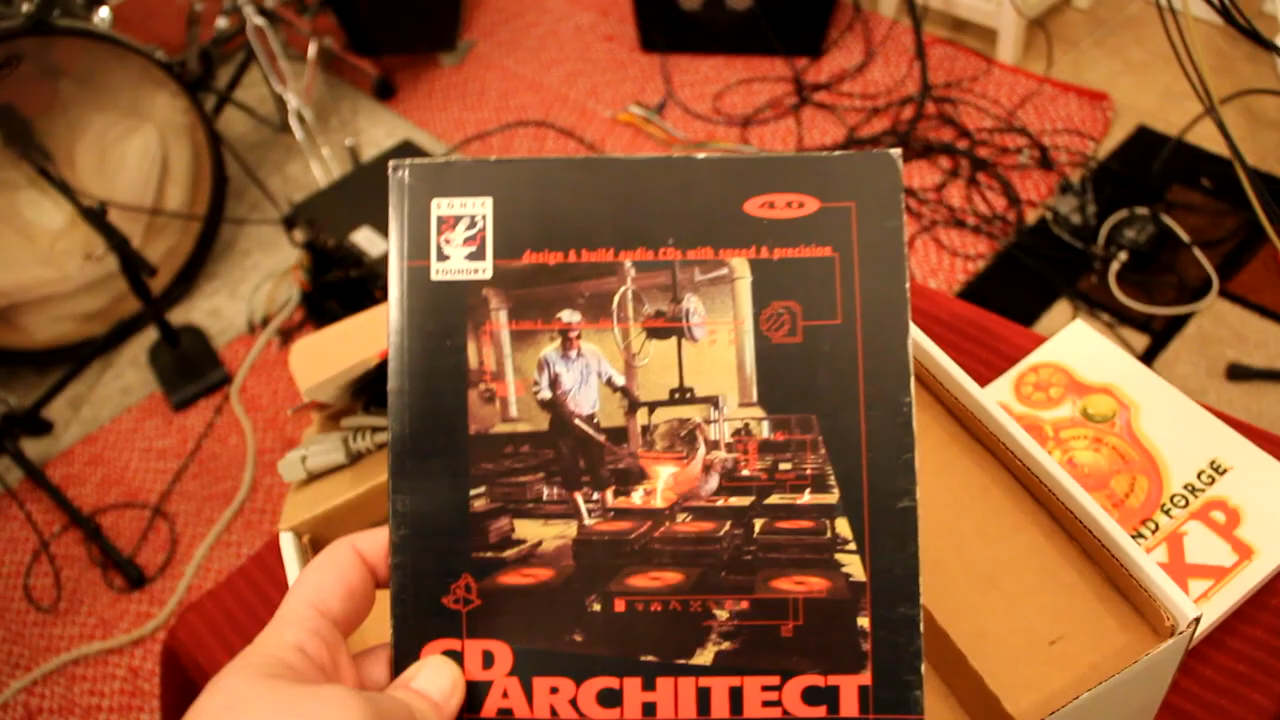 SONIC
FOUNDRY
4.0
design & build audio CDs with speed & precision
CD
ARCHITECT
ND FORGE
XP